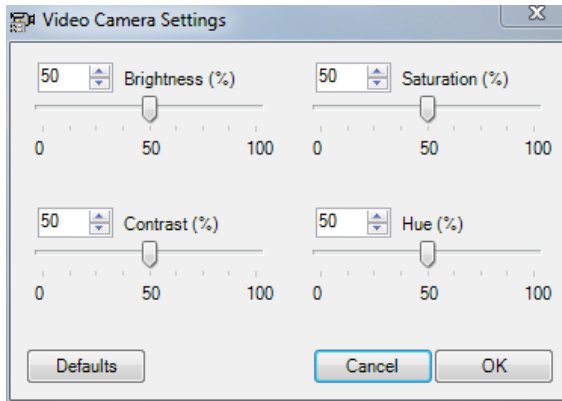 Video Camera Settings
50 Brightness (%) 50 Saturation (%)
0 50 100 0 50 100
50 Contrast (%) 50 Hue (%)
0 50 100 0 50 100
Defaults Cancel OK